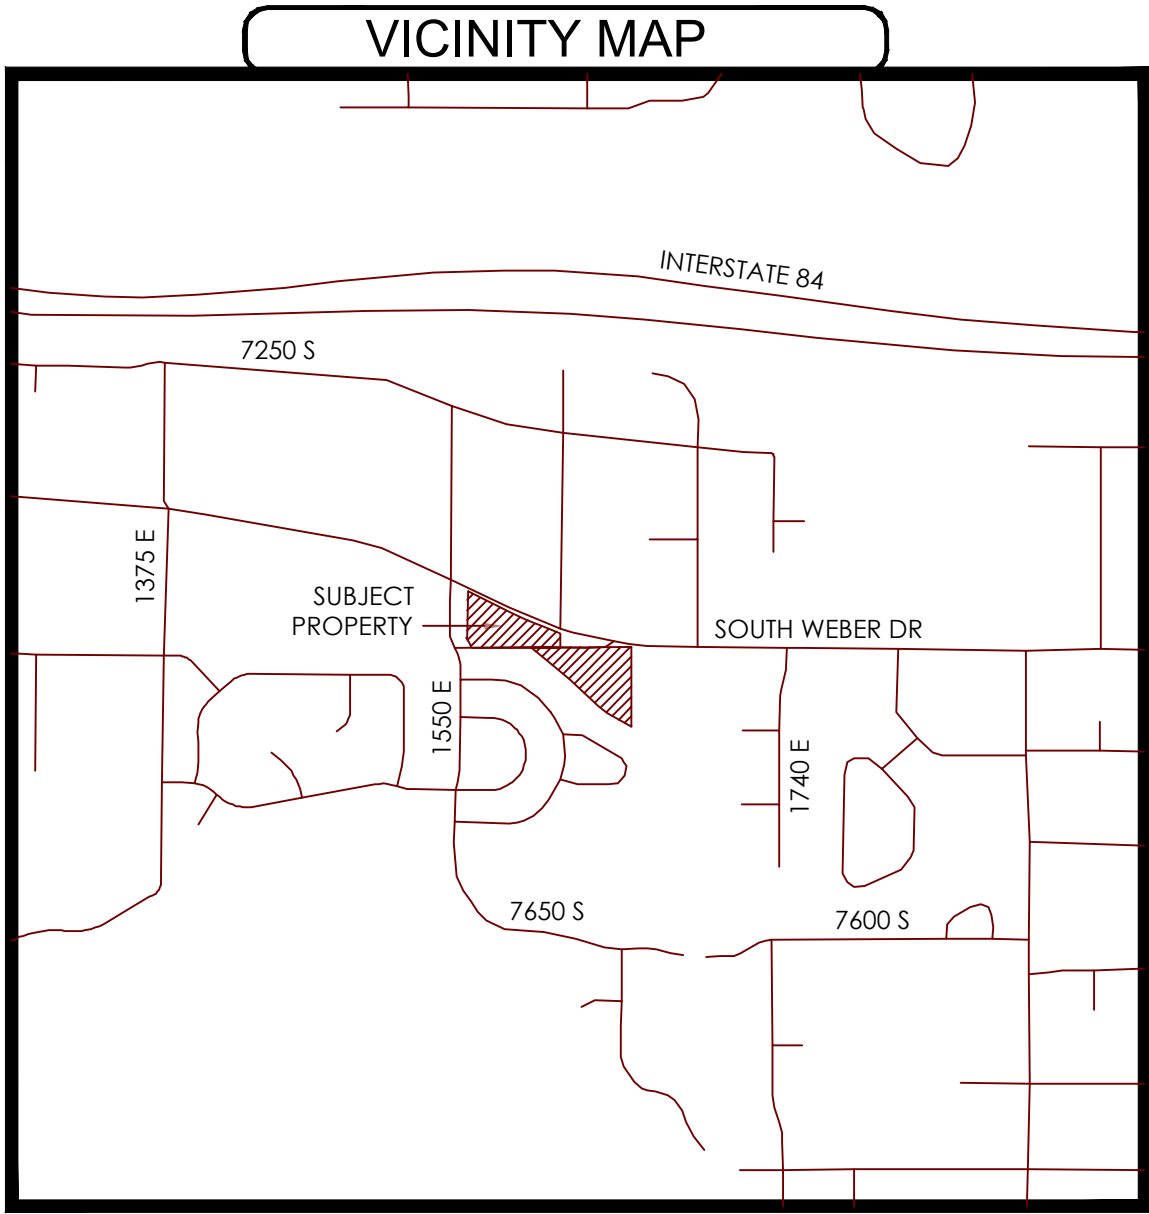 VICINITY MAP
INTERSTATE 84
7250 S
1375 E
SUBJECT
PROPERTY
SOUTH WEBER DR
1550 E
1740 E
7650 S
7600 S